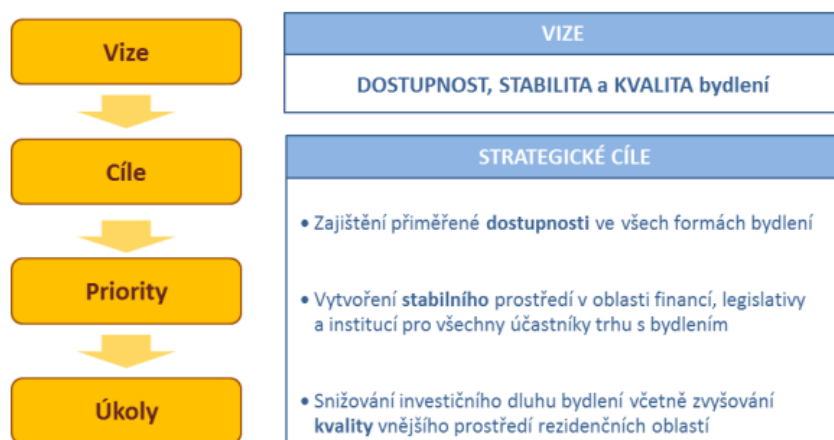 Vize
Cíle
Priority
Úkoly
VIZE
DOSTUPNOST, STABILITA a KVALITA bydlení
STRATEGICKÉ CÍLE
• Zajištění přiměřené dostupnosti ve všech formách bydlení
• Vytvoření stabilního prostředí v oblasti financí, legislativy
a institucí pro všechny účastníky trhu s bydlením
• Snižování investičního dluhu bydlení včetně zvyšování
kvality vnějšího prostředí rezidenčních oblastí